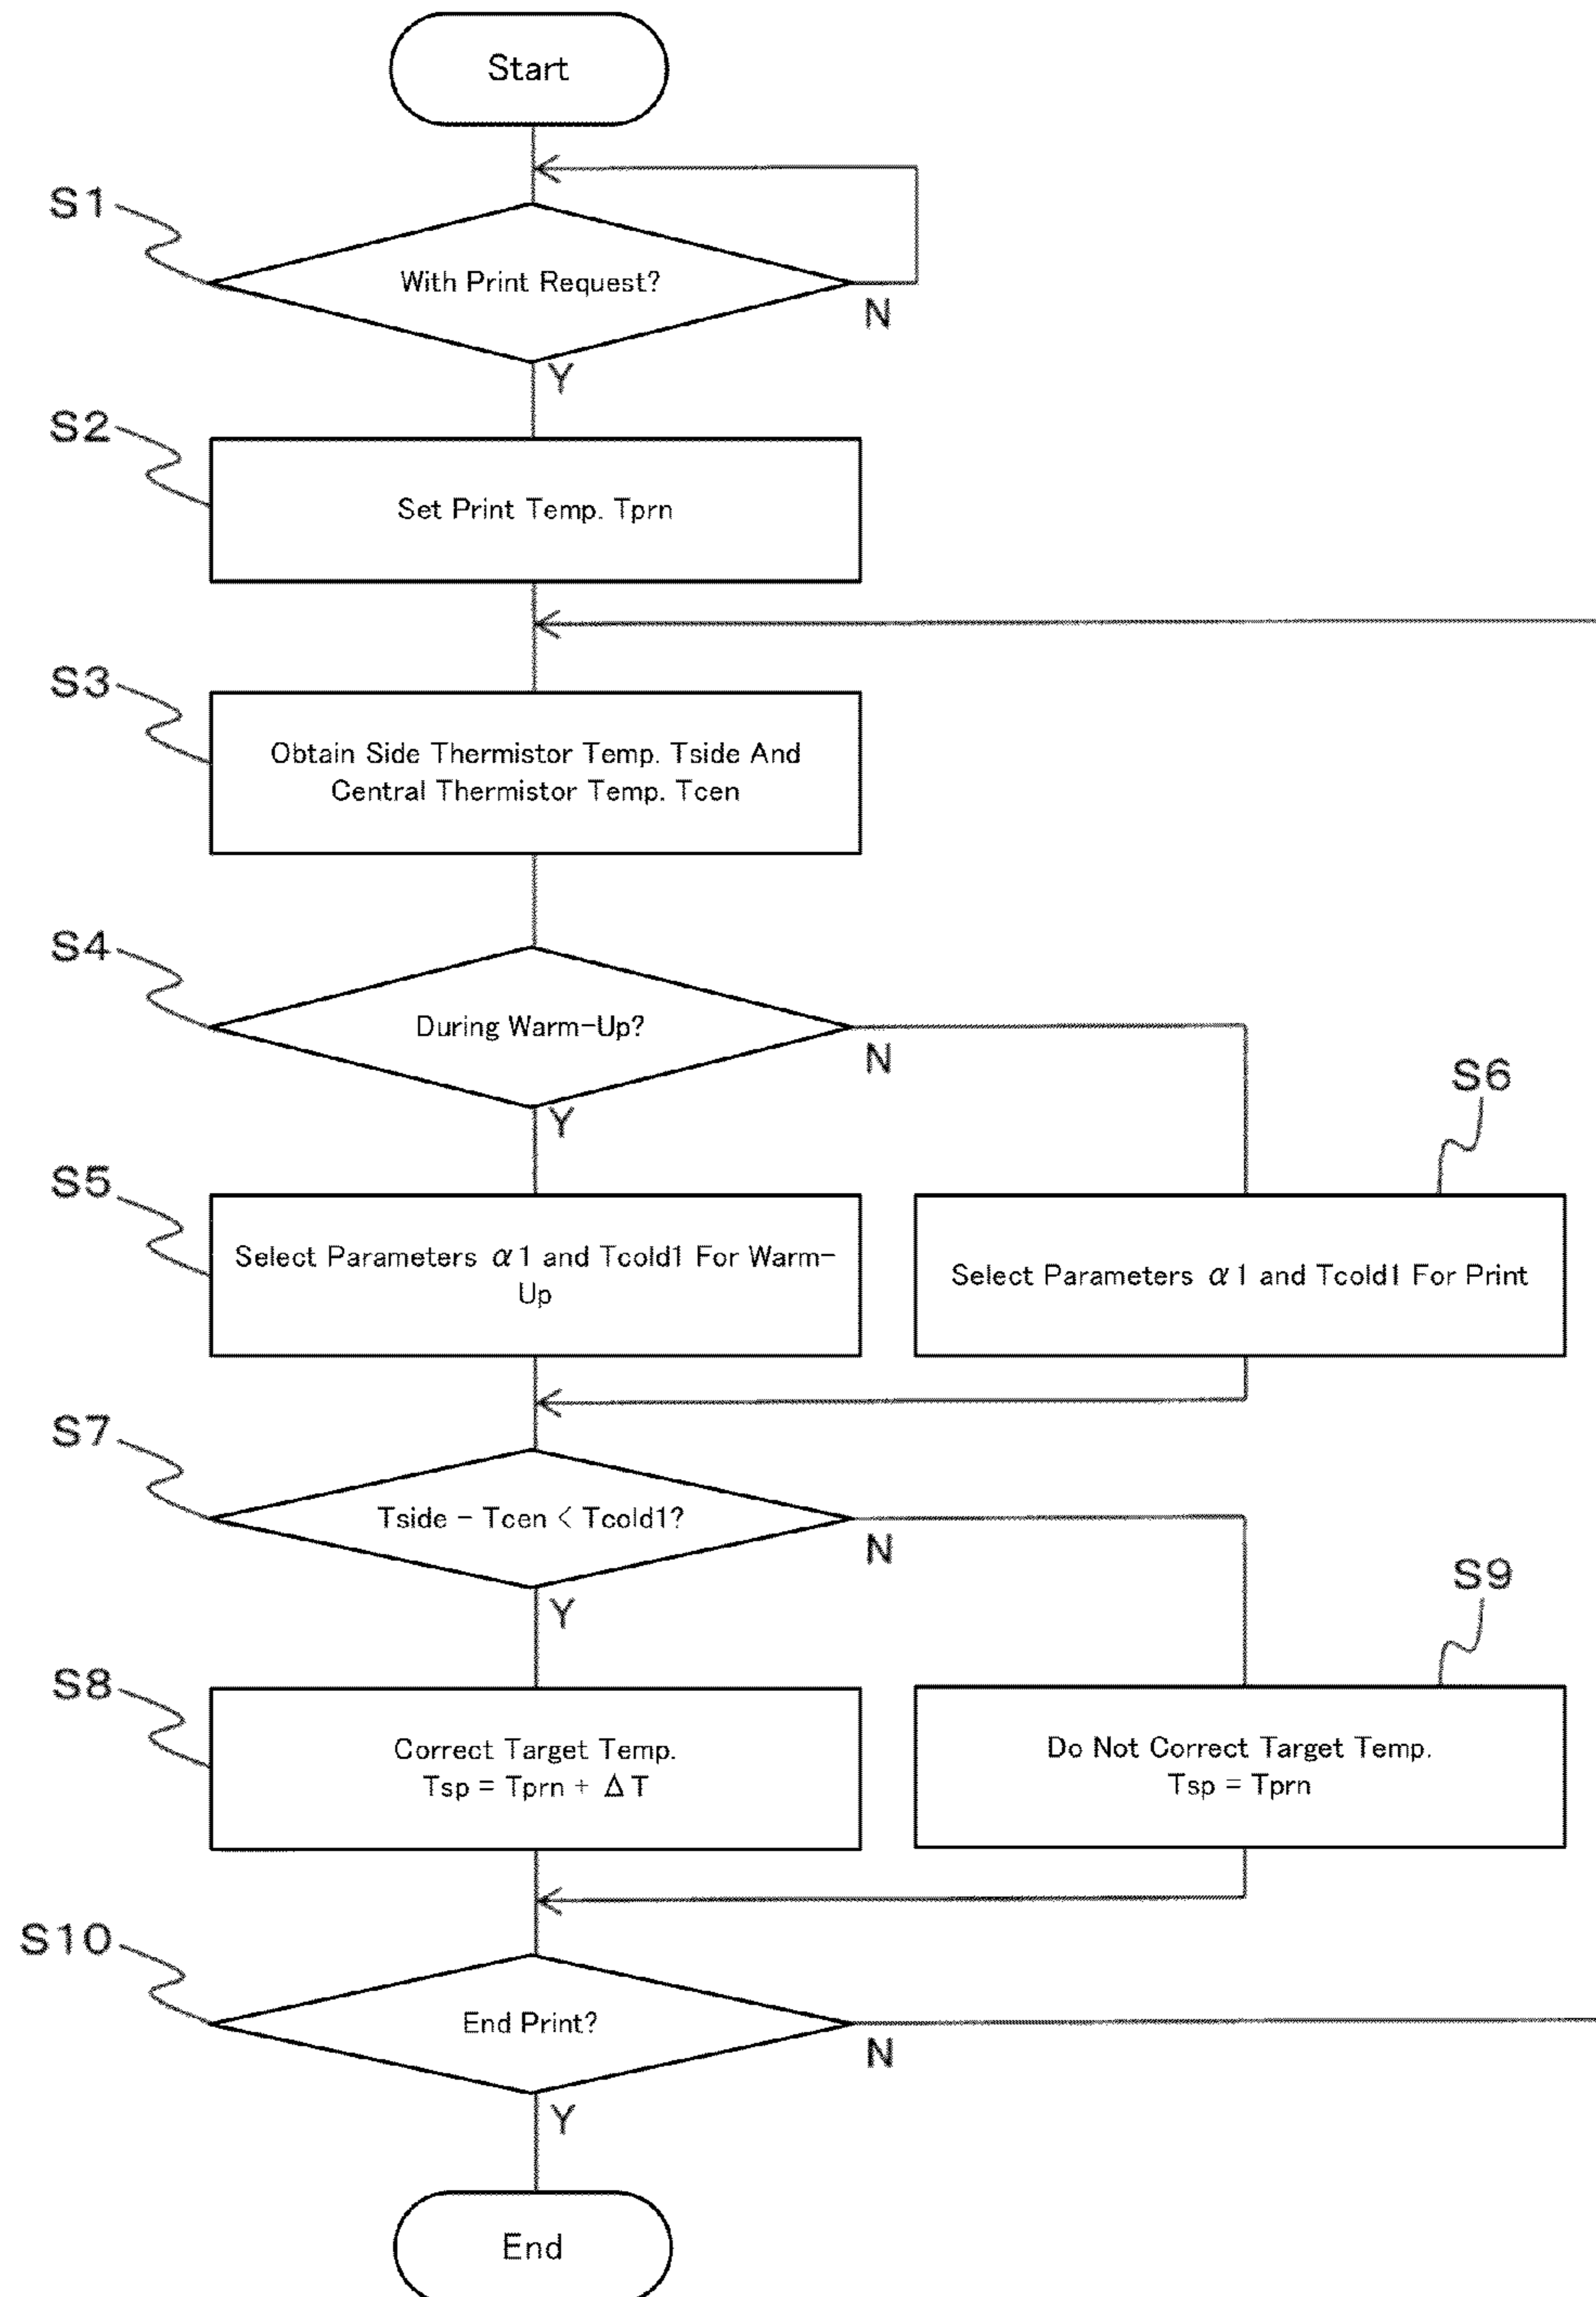 Start
S1
With Print Request?
N
Y
S2
Set Print Temp. Tprn
S3
Obtain Side Thermistor Temp. Tside And
Central Thermistor Temp. Tcen
S4
During Warm-Up?
N
Y
S6
S5
Select Parameters α1 and Tcold1 For Warm-
Up
Select Parameters α1 and Tcold1 For Print
S7
Tside - Tcen < Tcold1?
N
Y
S9
S8
Correct Target Temp.
Tsp = Tprn + ΔT
Do Not Correct Target Temp.
Tsp = Tprn
S10
End Print?
N
Y
End